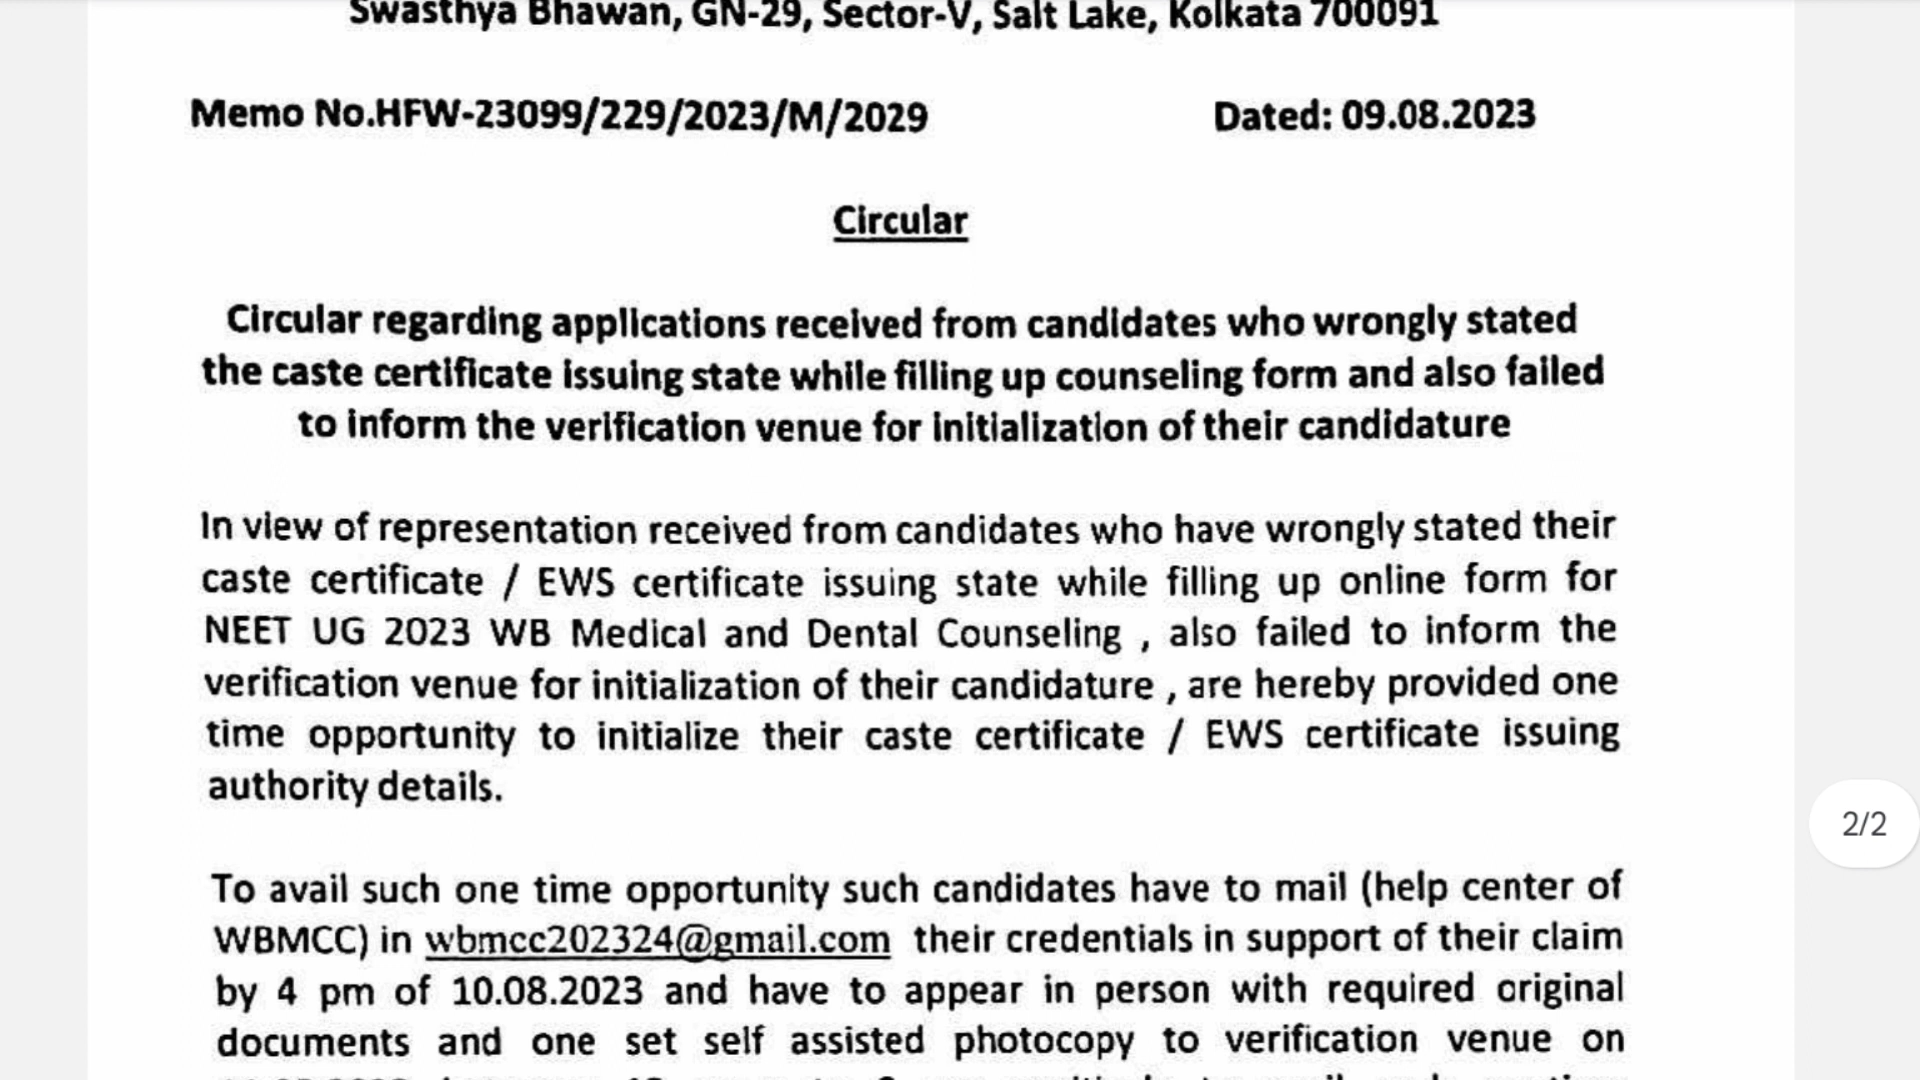 Swasthya Bhawan, GN-29, Sector-V, Salt Lake, Kolkata 700091
Memo No.HFW-23099/229/2023/M/2029 Dated: 09.08.2023
Circular
Circular regarding applications received from candidates who wrongly stated
the caste certificate issuing state while filling up counseling form and also failed
to inform the verification venue for initialization of their candidature
In view of representation received from candidates who have wrongly stated their
caste certificate / EWS certificate issuing state while filling up online form for
NEET UG 2023 WB Medical and Dental Counseling , also failed to inform the
verification venue for initialization of their candidature , are hereby provided one
time opportunity to initialize their caste certificate / EWS certificate issuing
authority details.
To avail such one time opportunity such candidates have to mail (help center of
WBMCC) in wbmcc202324@gmail.com their credentials in support of their claim
by 4 pm of 10.08.2023 and have to appear in person with required original
documents and one set self assisted photocopy to verification venue on
2/2